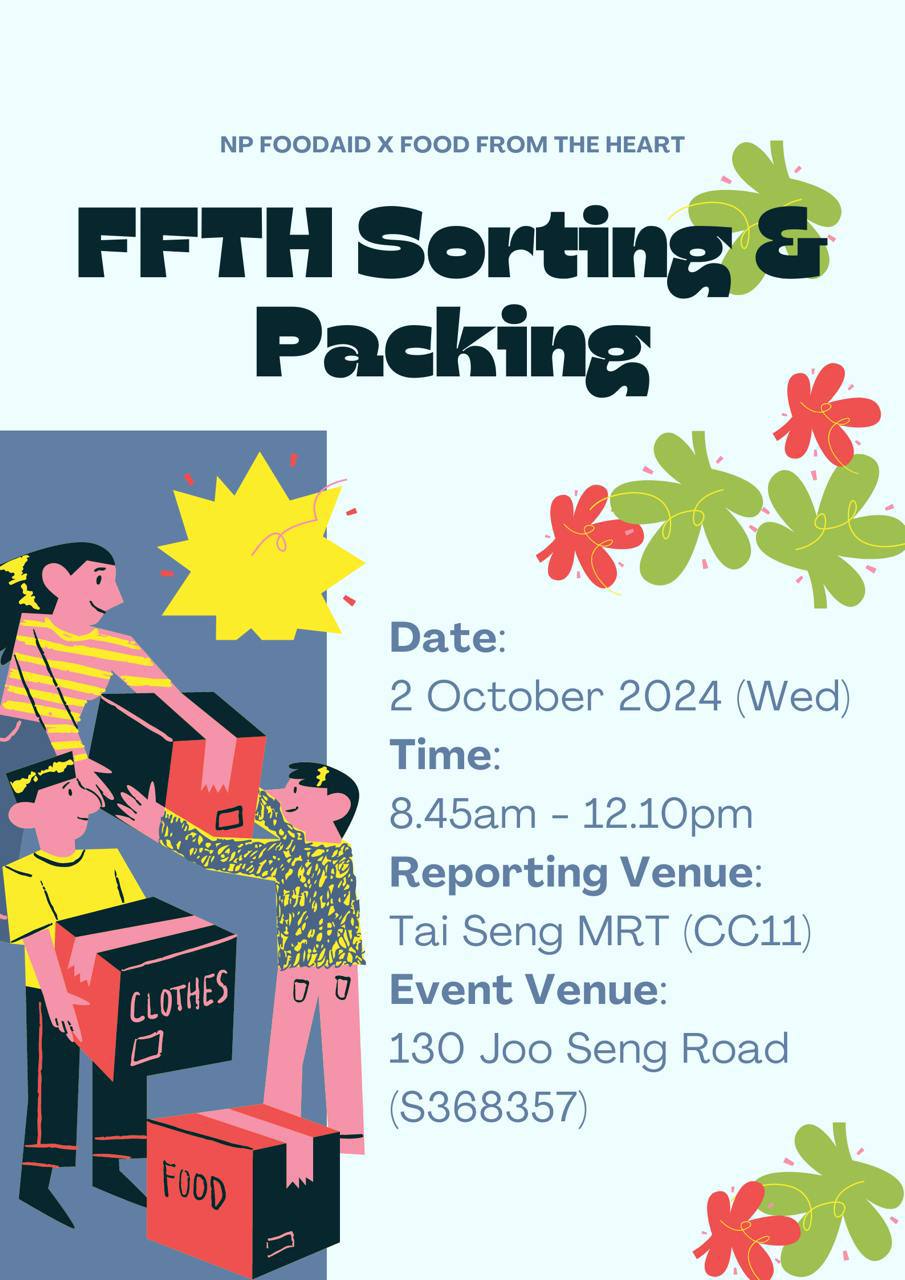 NP FOODAID X FOOD FROM THE HEART
FFTH Sorting &
Packing
Date:
2 October 2024 (Wed)
Time:
8.45am - 12.10pm
Reporting Venue:
Tai Seng MRT (CC11)
Event Venue:
130 Joo Seng Road
(S368357)
CLOTHES
FOOD